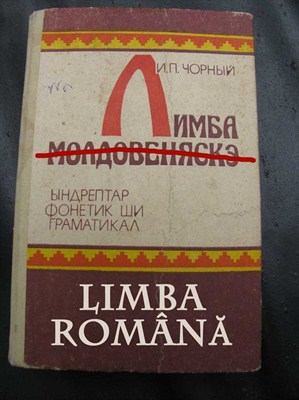 И.П. ЧОРНЫЙ
ЛИМБА
МОЛДОВЕНЯСКЭ
ЫНДРЕПТАР
ФОНЕТИК ШИ
ГРАМАТИКАЛ
LIMBA
ROMÂNĂ